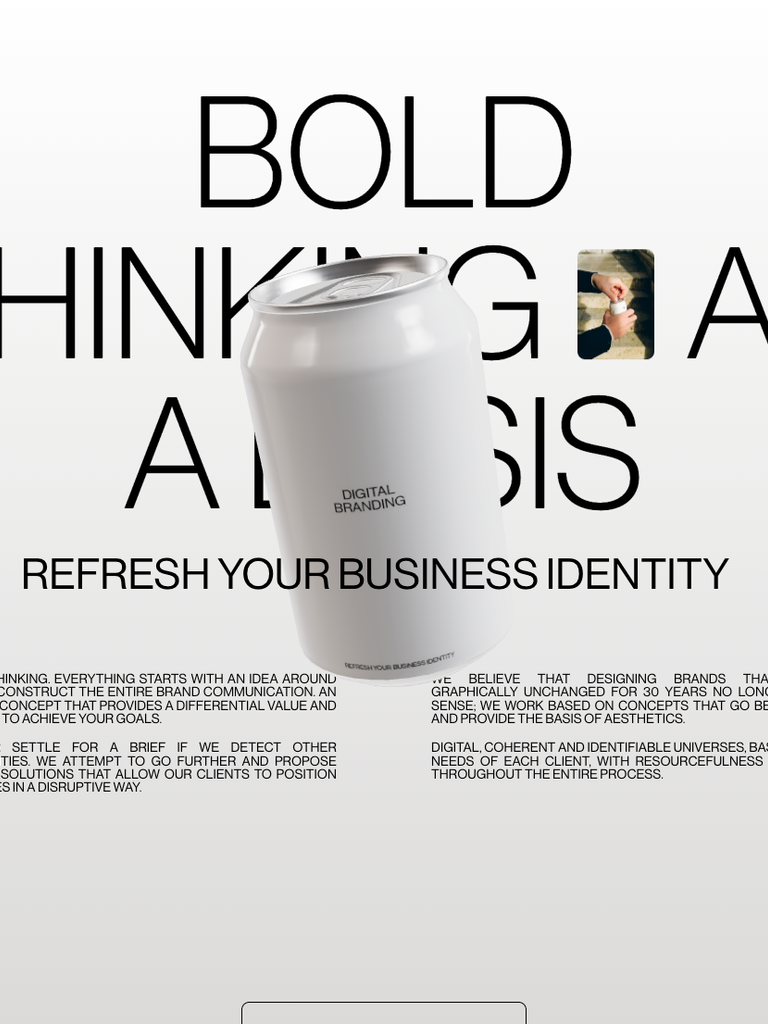 BOLD
HINKING A
A SIS
DIGITAL
BRANDING
REFRESH YOUR BUSINESS IDENTITY
REFRESH YOUR BUSINESS IDENTITY
HINKING. EVERYTHING STARTS WITH AN IDEA AROUND
CONSTRUCT THE ENTIRE BRAND COMMUNICATION. AN
CONCEPT THAT PROVIDES A DIFFERENTIAL VALUE AND
TO ACHIEVE YOUR GOALS.
SETTLE FOR A BRIEF IF WE DETECT OTHER
TIES. WE ATTEMPT TO GO FURTHER AND PROPOSE
SOLUTIONS THAT ALLOW OUR CLIENTS TO POSITION
ES IN A DISRUPTIVE WAY.
WE BELIEVE THAT DESIGNING BRANDS THA
GRAPHICALLY UNCHANGED FOR 30 YEARS NO LONG
SENSE; WE WORK BASED ON CONCEPTS THAT GO BE
AND PROVIDE THE BASIS OF AESTHETICS.
DIGITAL, COHERENT AND IDENTIFIABLE UNIVERSES, BAS
NEEDS OF EACH CLIENT, WITH RESOURCEFULNESS
THROUGHOUT THE ENTIRE PROCESS.